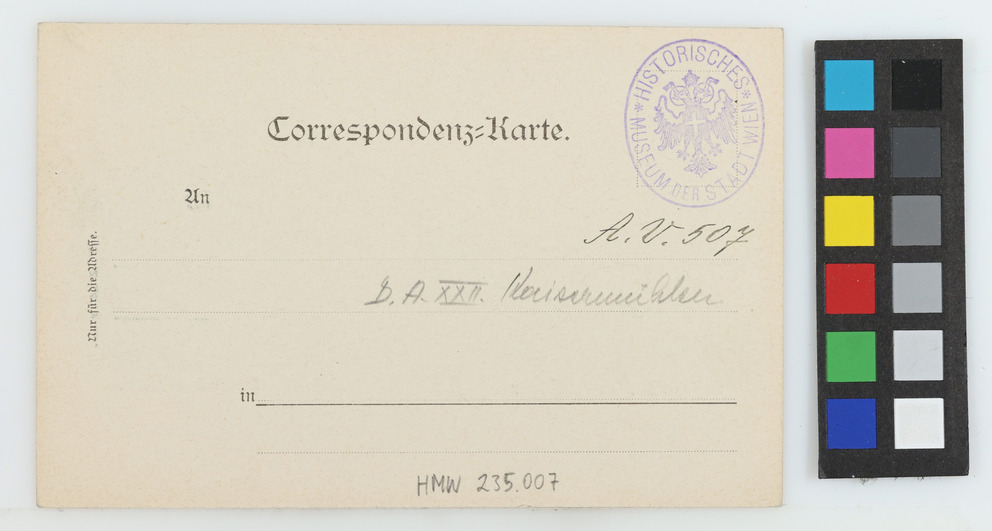 Correspondenz-Karte.
* HISTORISCHES * MUSEUM DER STADT WIEN
An
A. V. 507
Nur für die Adresse.
B. A. XXII. Kaisermühlen
in
HMW 235.007